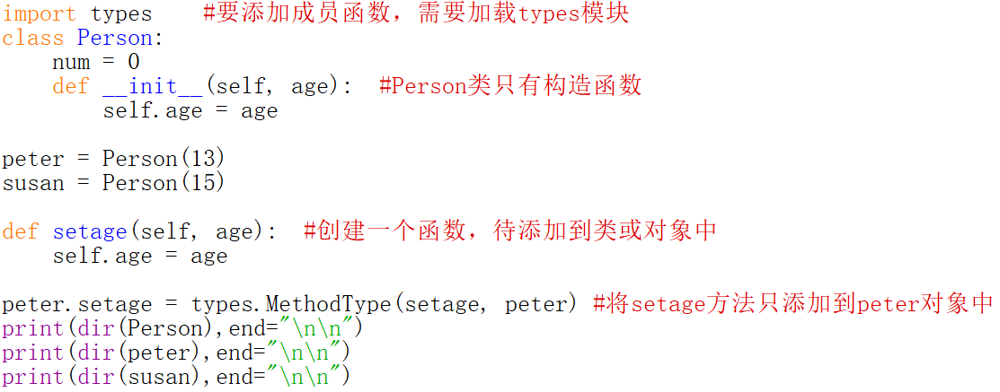 import types    #要添加成员函数，需要加载types模块
class Person:
    num = 0
    def __init__(self, age):  #Person类只有构造函数
        self.age = age

peter = Person(13)
susan = Person(15)

def setage(self, age):  #创建一个函数，待添加到类或对象中
    self.age = age

peter.setage = types.MethodType(setage, peter) #将setage方法只添加到peter对象中
print(dir(Person),end="\n\n")
print(dir(peter),end="\n\n")
print(dir(susan),end="\n\n")